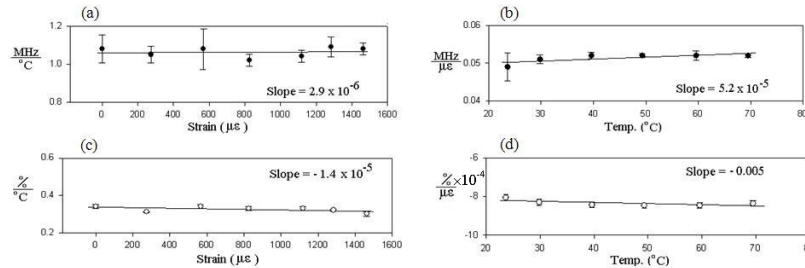 (a)
MHz
°C
1.2
1.0
0.8
0 200 400 600 800 1000 1200 1400 1600
Strain ( με)
Slope = 2.9 x 10⁻⁶
(b)
MHz
με
0.06
0.05
0.04
20 30 40 50 60 70 80
Temp. (°C)
Slope = 5.2 x 10⁻⁵
(c)
%
°C
0.6
0.4
0.2
0 200 400 600 800 1000 1200 1400 1600
Strain ( με)
Slope = - 1.4 x 10⁻⁵
(d)
% ×10⁻⁴
με
-6
-8
-10
20 30 40 50 60 70 80
Temp. (°C)
Slope = - 0.005